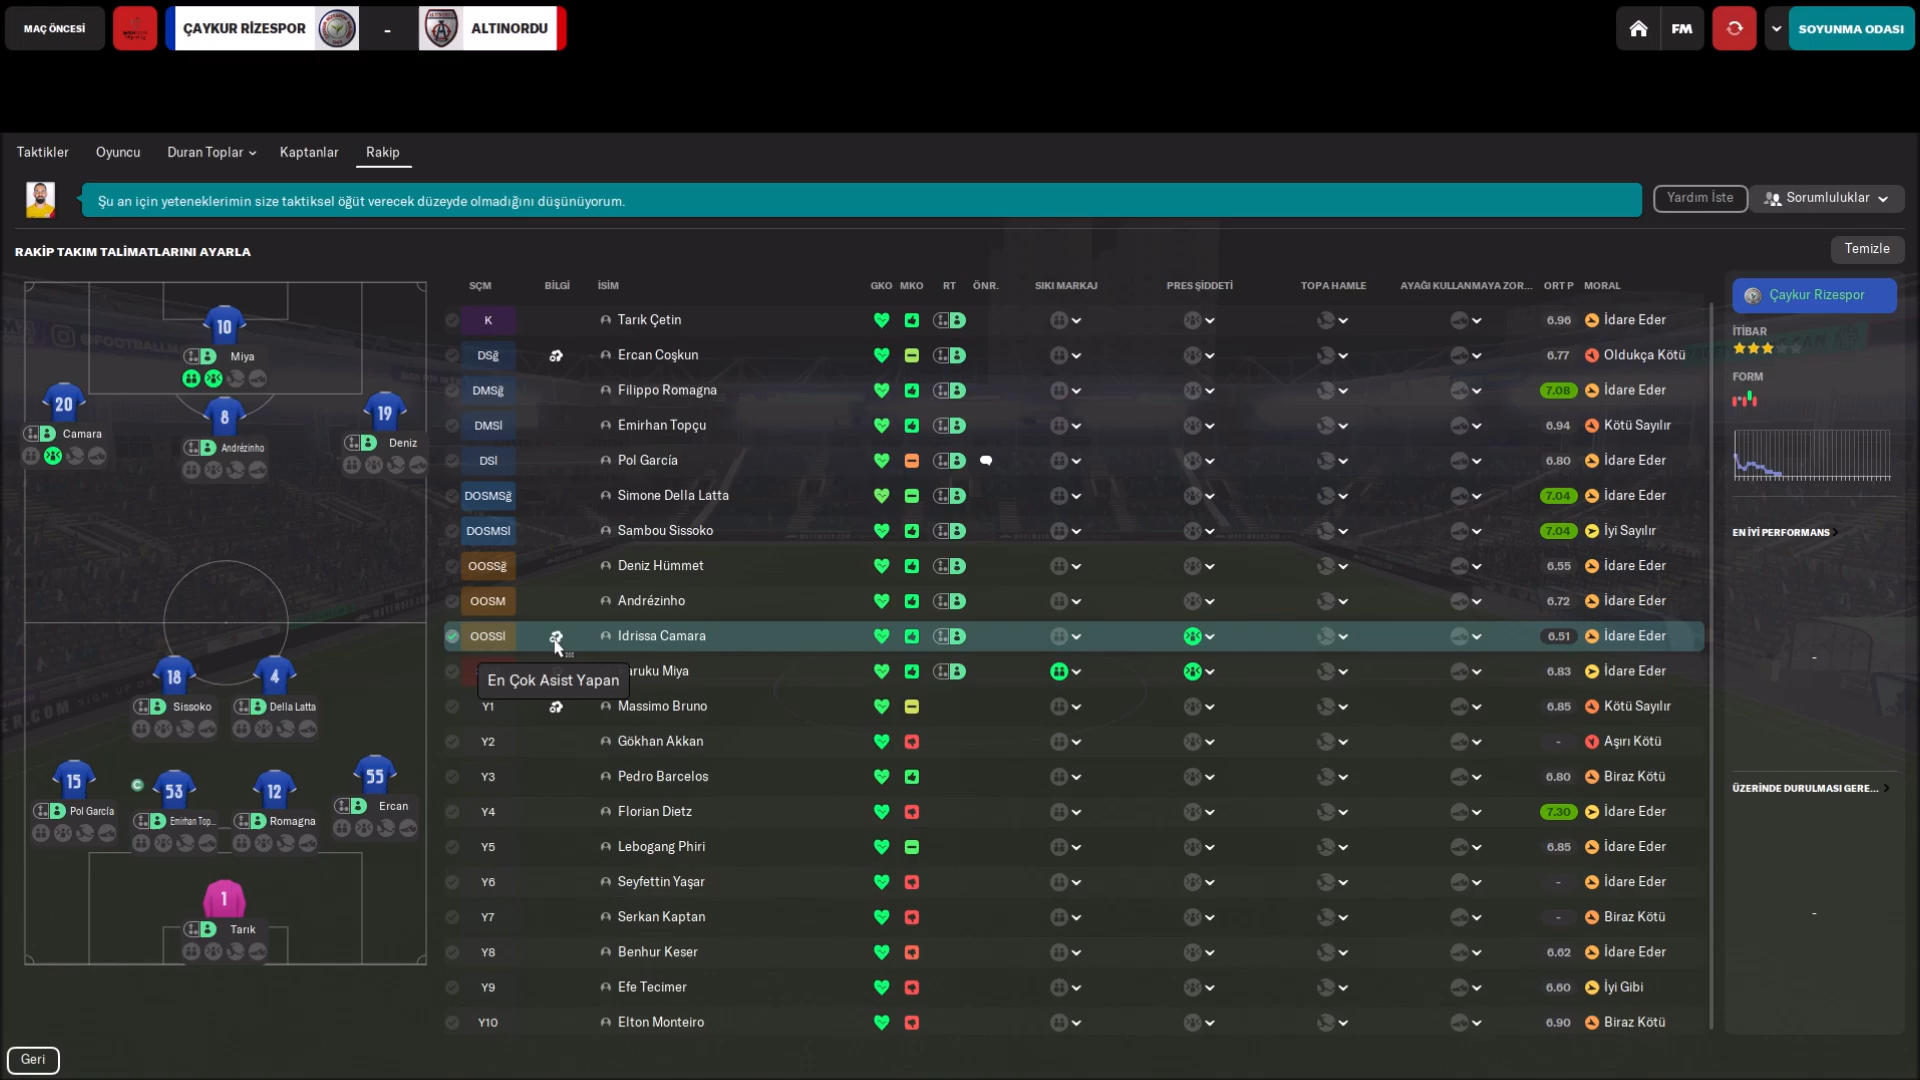 MAÇ ÖNCESİ
ÇAYKUR RİZESPOR - ALTINORDU
FM
SOYUNMA ODASI
Taktikler Oyuncu Duran Toplar Kaptanlar Rakip
Şu an için yeteneklerimin size taktiksel öğüt verecek düzeyde olmadığını düşünüyorum.
Yardım İste
Sorumluluklar
RAKİP TAKIM TALİMATLARINI AYARLA
Temizle
10
Miya
20
Camara
8
Andrézinho
19
Deniz
18
Sissoko
4
Della Latta
15
Pol García
C
53
Emirhan Top...
12
Romagna
55
Ercan
1
Tarık
SÇM BİLGİ İSİM GKO MKO RT ÖNR. SIKI MARKAJ PRES ŞİDDETİ TOPA HAMLE AYAĞI KULLANMAYA ZOR... ORT P MORAL
K Tarık Çetin 6.96 İdare Eder
DSğ Ercan Coşkun 6.77 Oldukça Kötü
DMSğ Filippo Romagna 7.08 İdare Eder
DMSl Emirhan Topçu 6.94 Kötü Sayılır
DSl Pol García 6.80 İdare Eder
DOSMSğ Simone Della Latta 7.04 İdare Eder
DOSMSl Sambou Sissoko 7.04 İyi Sayılır
OOSSğ Deniz Hümmet 6.55 İdare Eder
OOSM Andrézinho 6.72 İdare Eder
OOSSl Idrissa Camara 6.51 İdare Eder
aruku Miya 6.83 İdare Eder
En Çok Asist Yapan
Y1 Massimo Bruno 6.85 Kötü Sayılır
Y2 Gökhan Akkan - Aşırı Kötü
Y3 Pedro Barcelos 6.80 Biraz Kötü
Y4 Florian Dietz 7.30 İdare Eder
Y5 Lebogang Phiri 6.85 İdare Eder
Y6 Seyfettin Yaşar - İdare Eder
Y7 Serkan Kaptan - Biraz Kötü
Y8 Benhur Keser 6.62 İdare Eder
Y9 Efe Tecimer 6.60 İyi Gibi
Y10 Elton Monteiro 6.90 Biraz Kötü
Çaykur Rizespor
İTİBAR
FORM
EN İYİ PERFORMANS
-
ÜZERİNDE DURULMASI GERE...
-
Geri